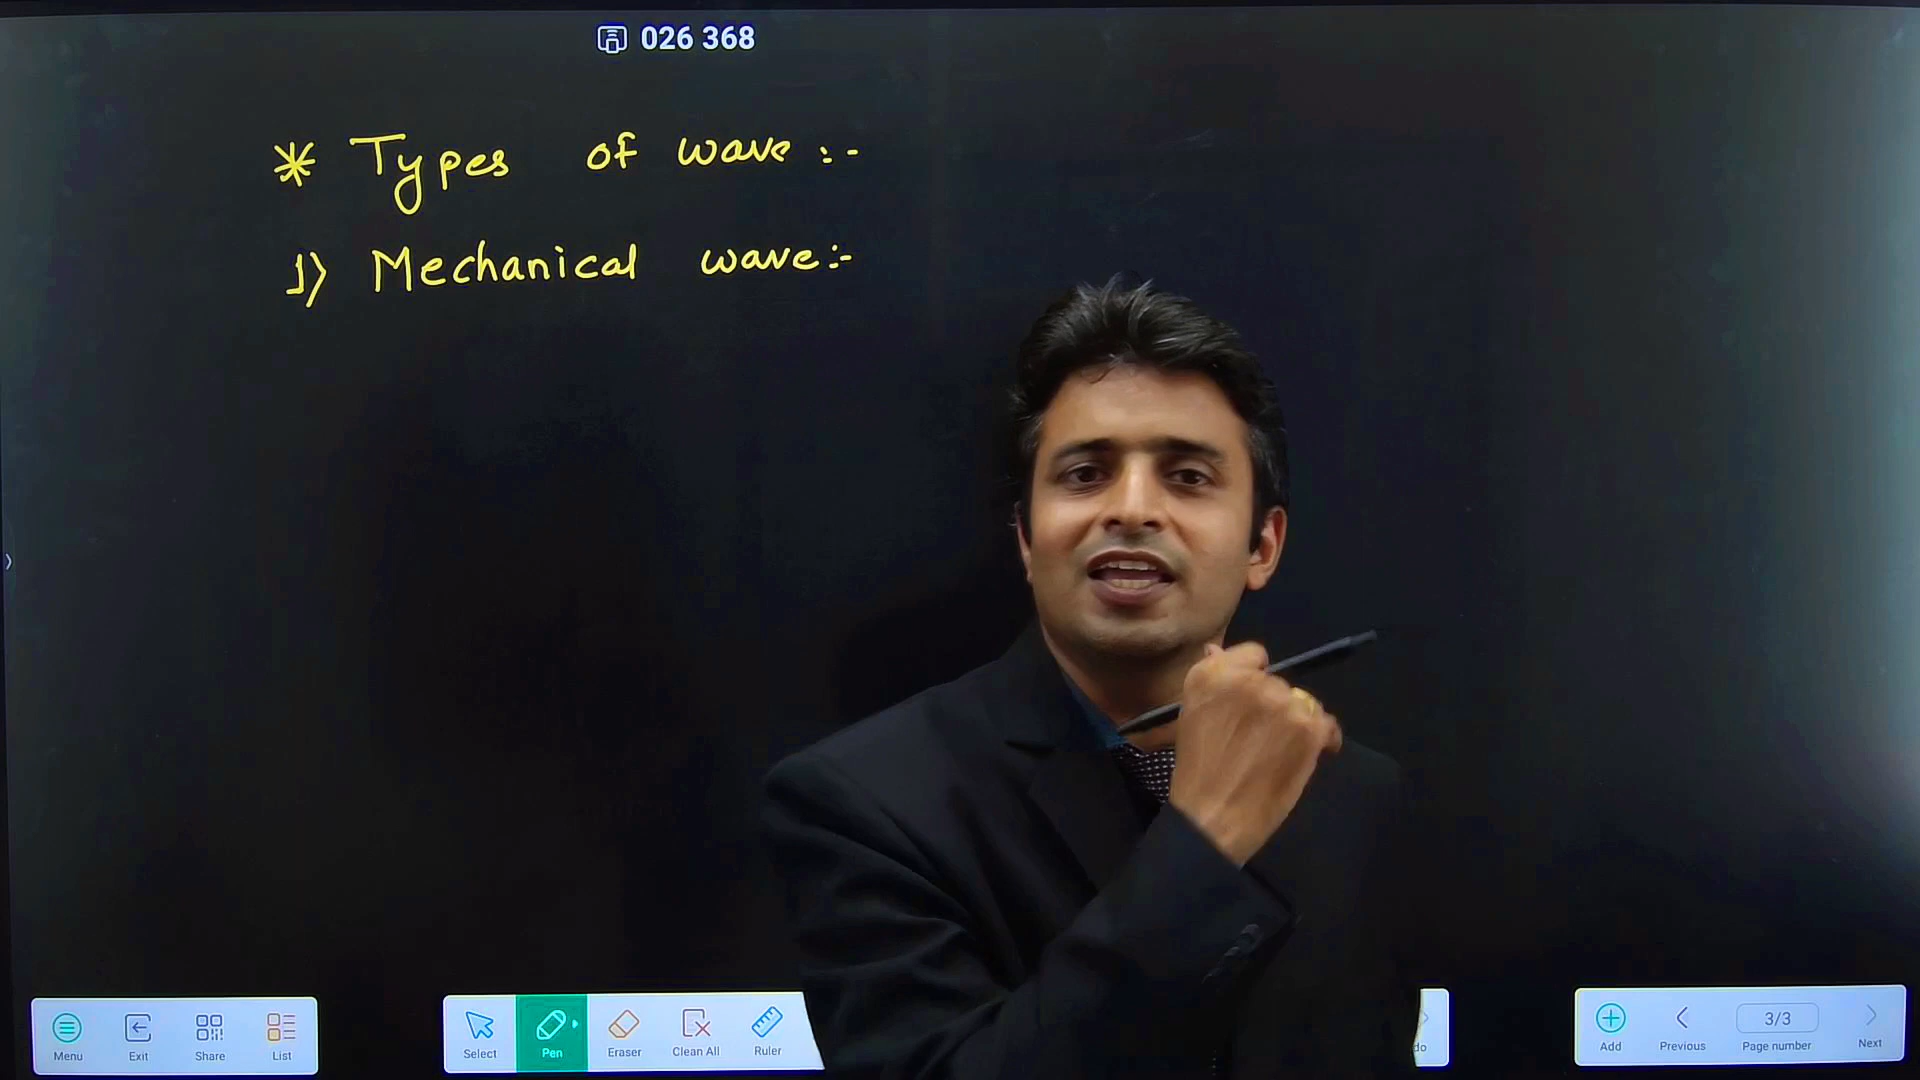 026 368
* Types of wave :-
1) Mechanical wave:-
Menu Exit Share List
Select Pen Eraser Clean All Ruler
do
Add Previous 3/3 Page number Next